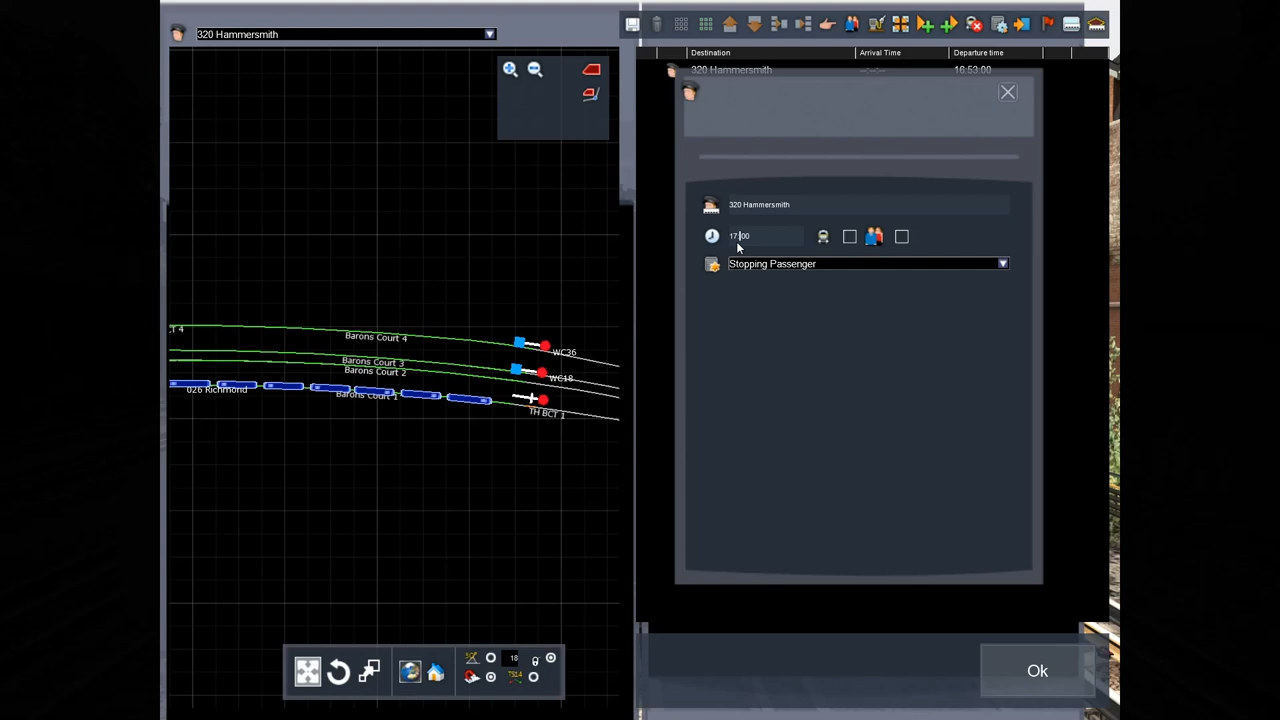 320 Hammersmith
Destination
Arrival Time
Departure time
320 Hammersmith
--:--:--
16:53:00
320 Hammersmith
17:00
Stopping Passenger
Barons Court 4
WC36
Barons Court 3
Barons Court 2
WC18
026 Richmond
Barons Court 1
TH BCT 1
18
TS14
Ok